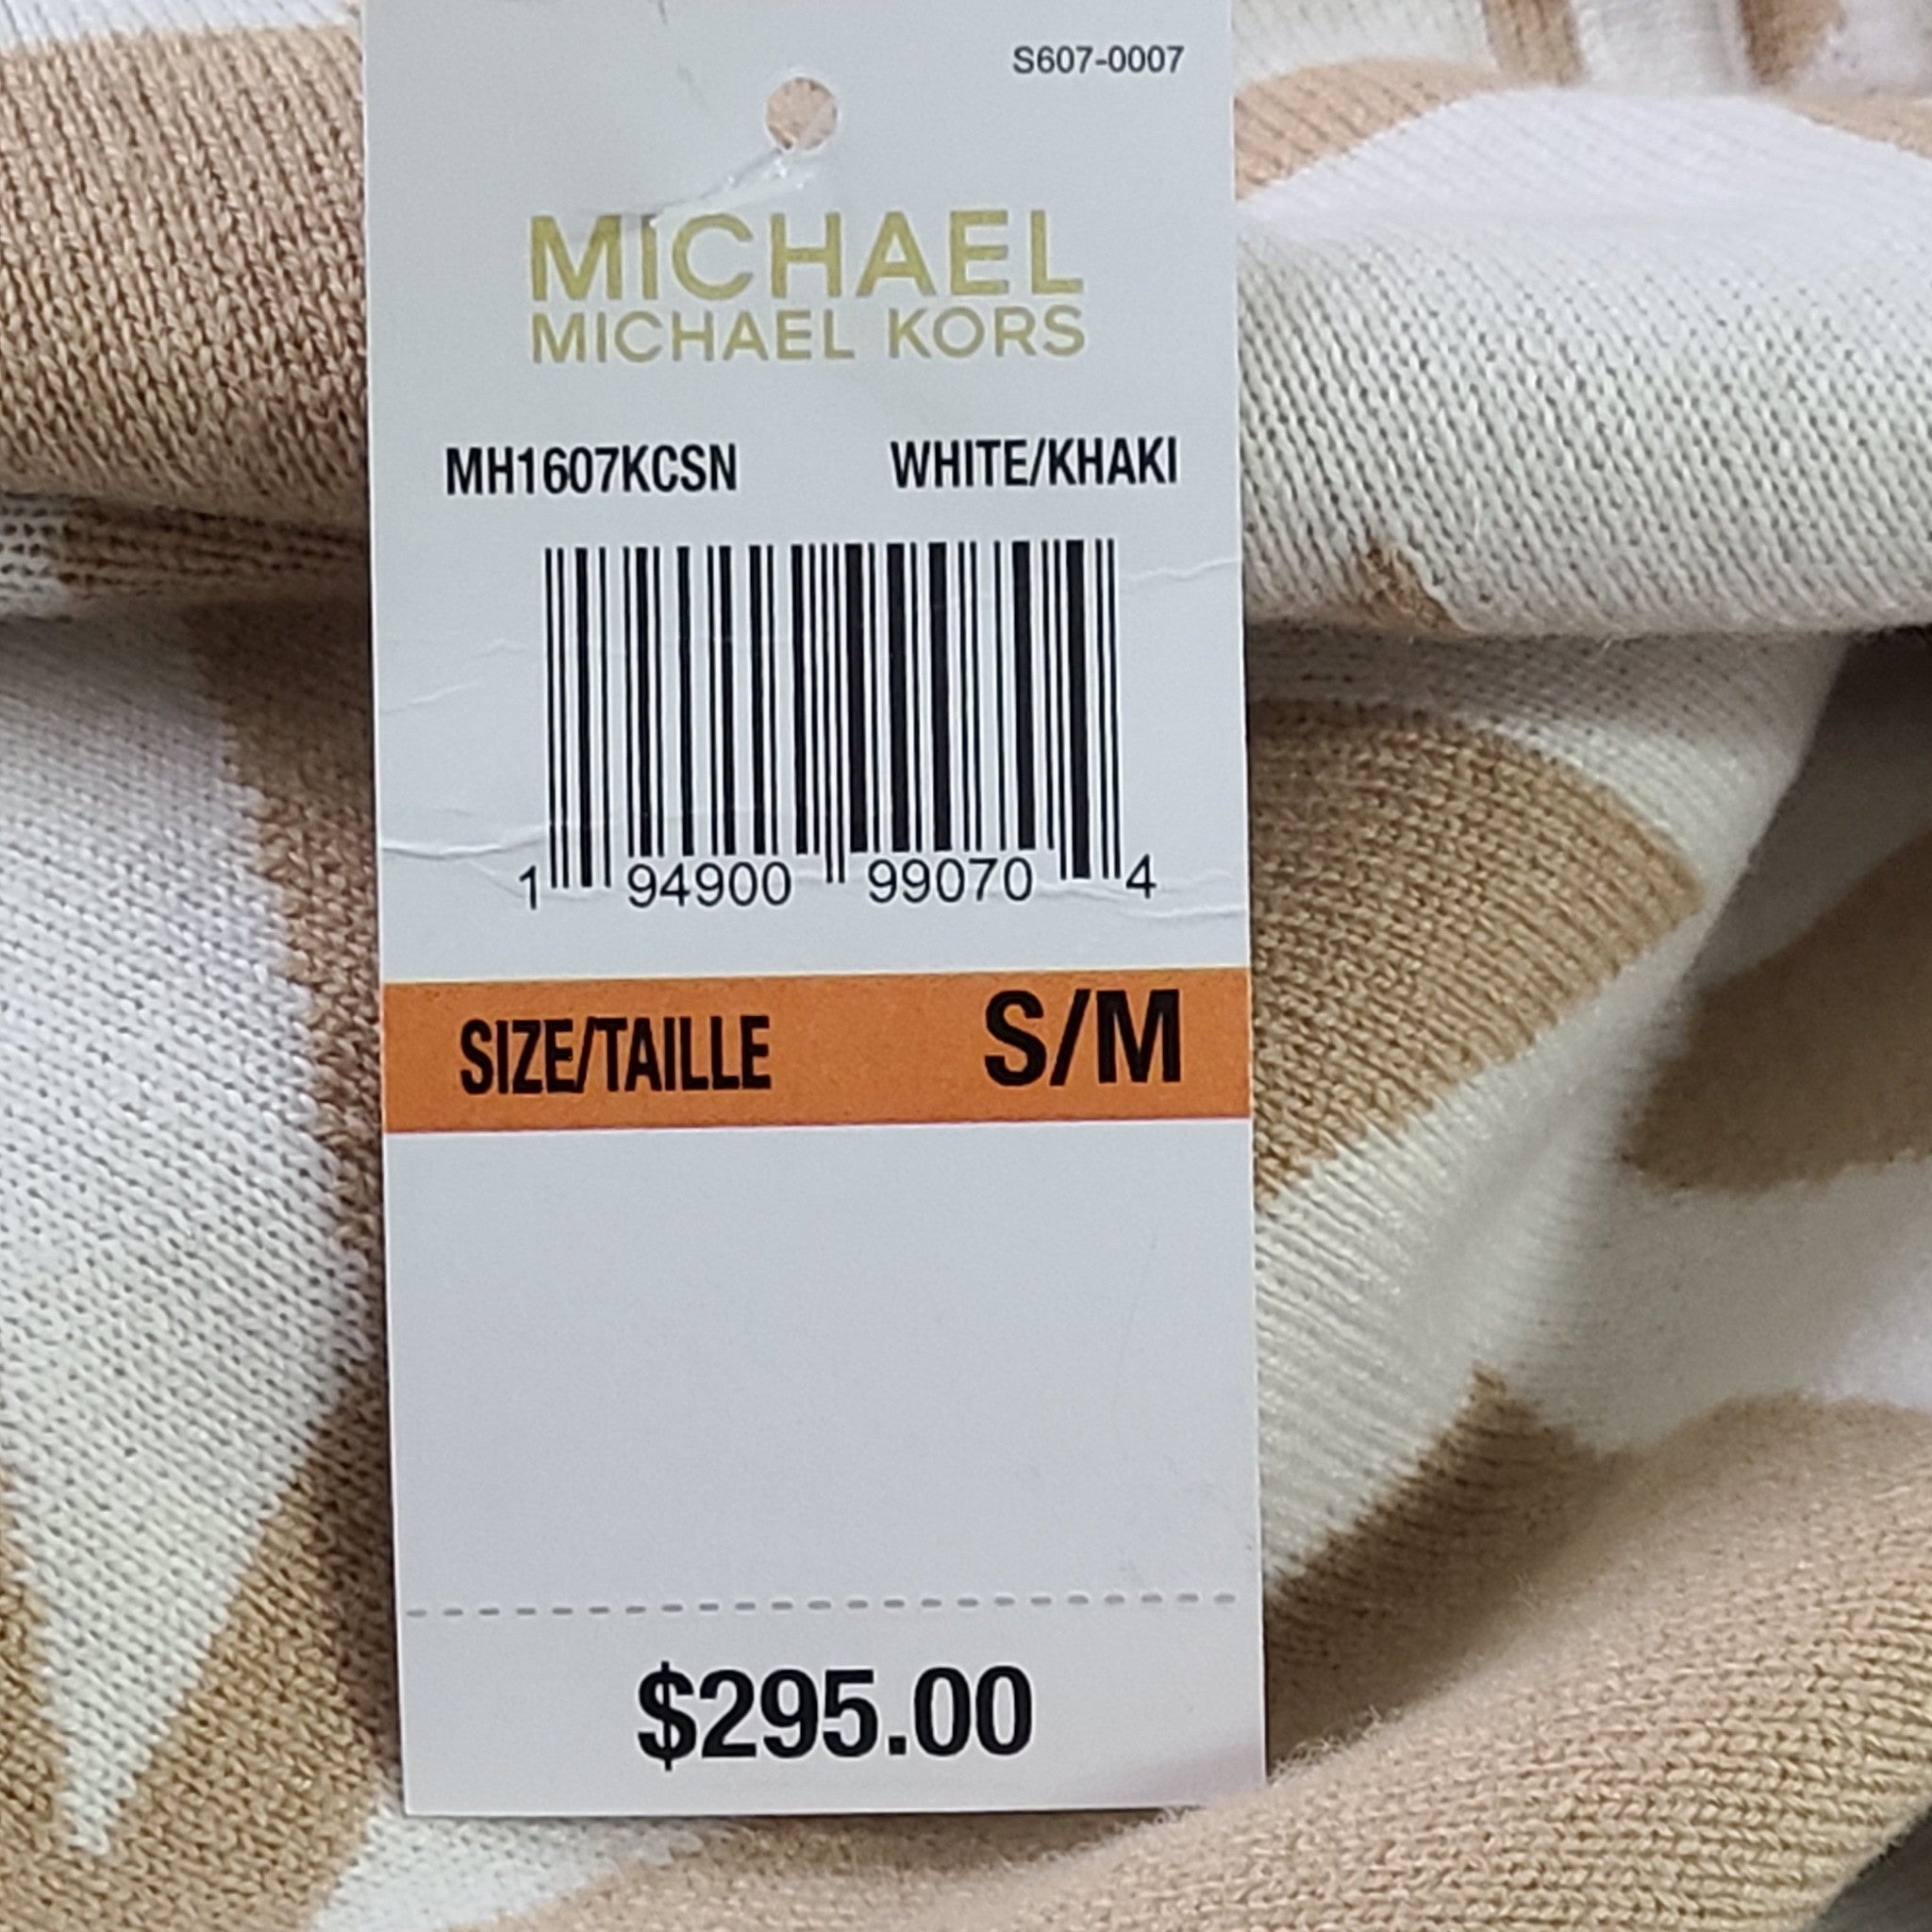 S607-0007
MICHAEL
MICHAEL KORS
MH1607KCSN WHITE/KHAKI
1 94900 99070 4
SIZE/TAILLE S/M
$295.00